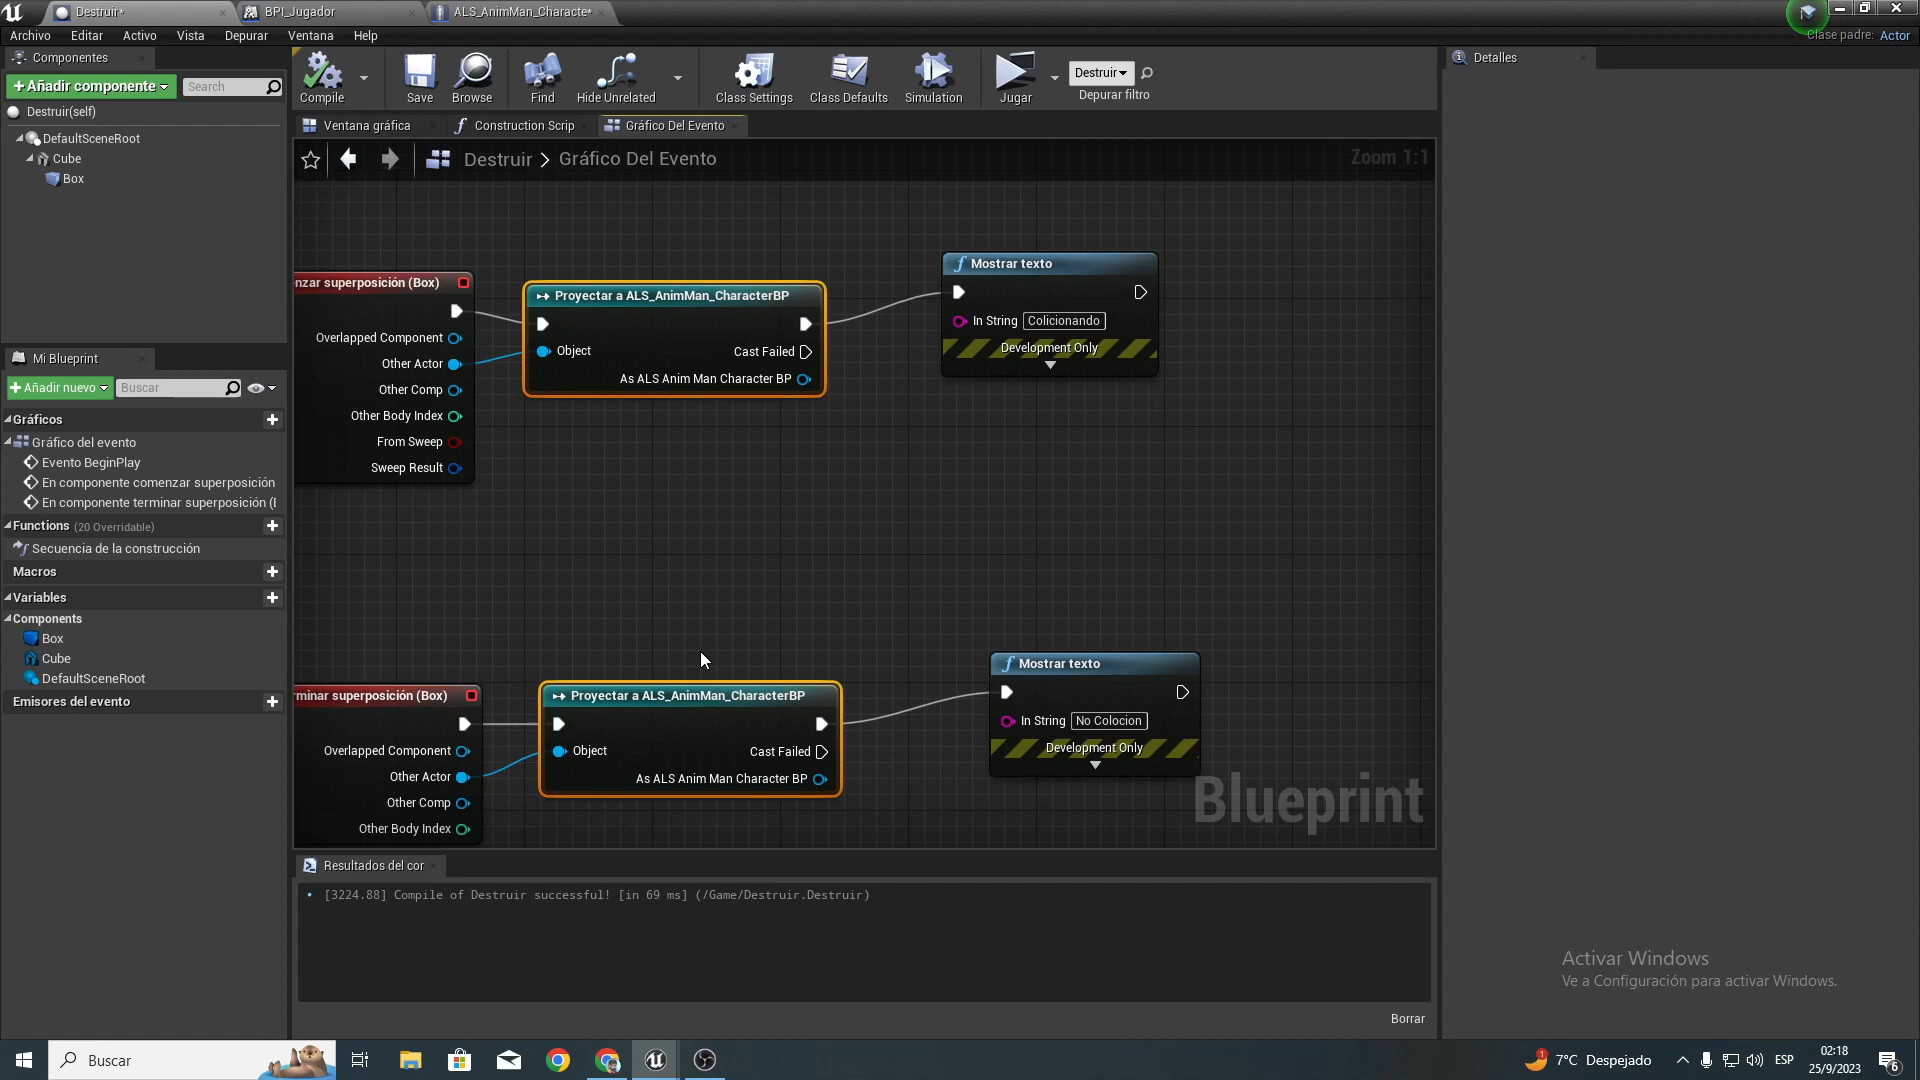 Destruir*
BPI_Jugador
ALS_AnimMan_Characte*
Archivo
Editar
Activo
Vista
Depurar
Ventana
Help
Clase padre:
Actor
Componentes
+Añadir componente
Search
Destruir(self)
DefaultSceneRoot
Cube
Box
Compile
Save
Browse
Find
Hide Unrelated
Class Settings
Class Defaults
Simulation
Jugar
Destruir
Depurar filtro
Detalles
Ventana gráfica
Construction Scrip
Gráfico Del Evento
Destruir > Gráfico Del Evento
Zoom 1:1
Mi Blueprint
+Añadir nuevo
Buscar
Gráficos
Gráfico del evento
Evento BeginPlay
En componente comenzar superposición
En componente terminar superposición (
Functions (20 Overridable)
Secuencia de la construcción
Macros
Variables
Components
Box
Cube
DefaultSceneRoot
Emisores del evento
nzar superposición (Box)
Overlapped Component
Other Actor
Other Comp
Other Body Index
From Sweep
Sweep Result
Proyectar a ALS_AnimMan_CharacterBP
Object
Cast Failed
As ALS Anim Man Character BP
Mostrar texto
In String Colicionando
Development Only
rminar superposición (Box)
Overlapped Component
Other Actor
Other Comp
Other Body Index
Proyectar a ALS_AnimMan_CharacterBP
Object
Cast Failed
As ALS Anim Man Character BP
Mostrar texto
In String No Colocion
Development Only
Blueprint
Resultados del cor
[3224.88] Compile of Destruir successful! [in 69 ms] (/Game/Destruir.Destruir)
Borrar
Activar Windows
Ve a Configuración para activar Windows.
Buscar
1
7°C Despejado
ESP
02:18
25/9/2023
6